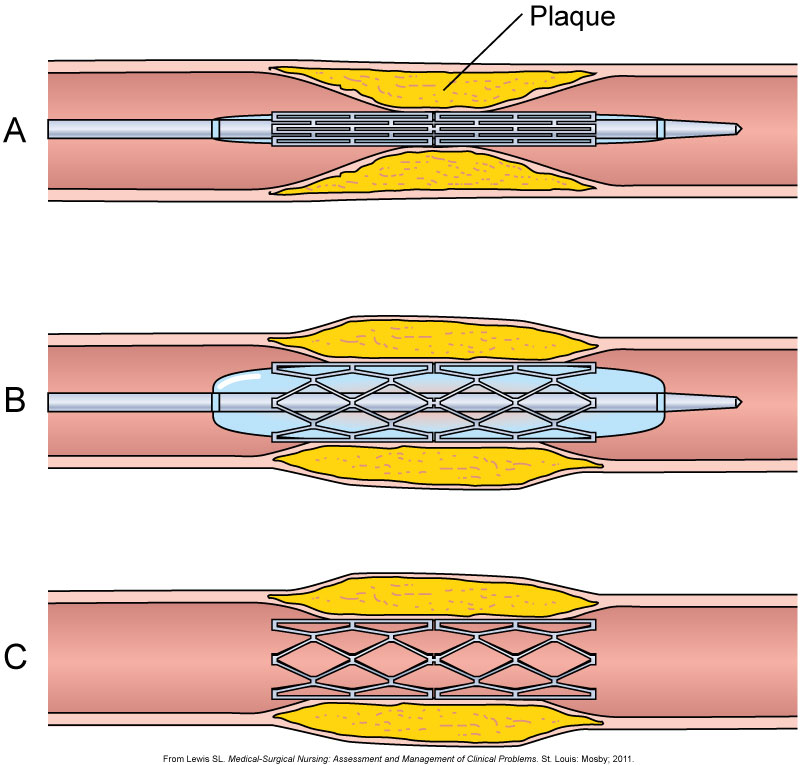 Plaque
A
B
C
From Lewis SL. Medical-Surgical Nursing: Assessment and Management of Clinical Problems. St. Louis: Mosby; 2011.